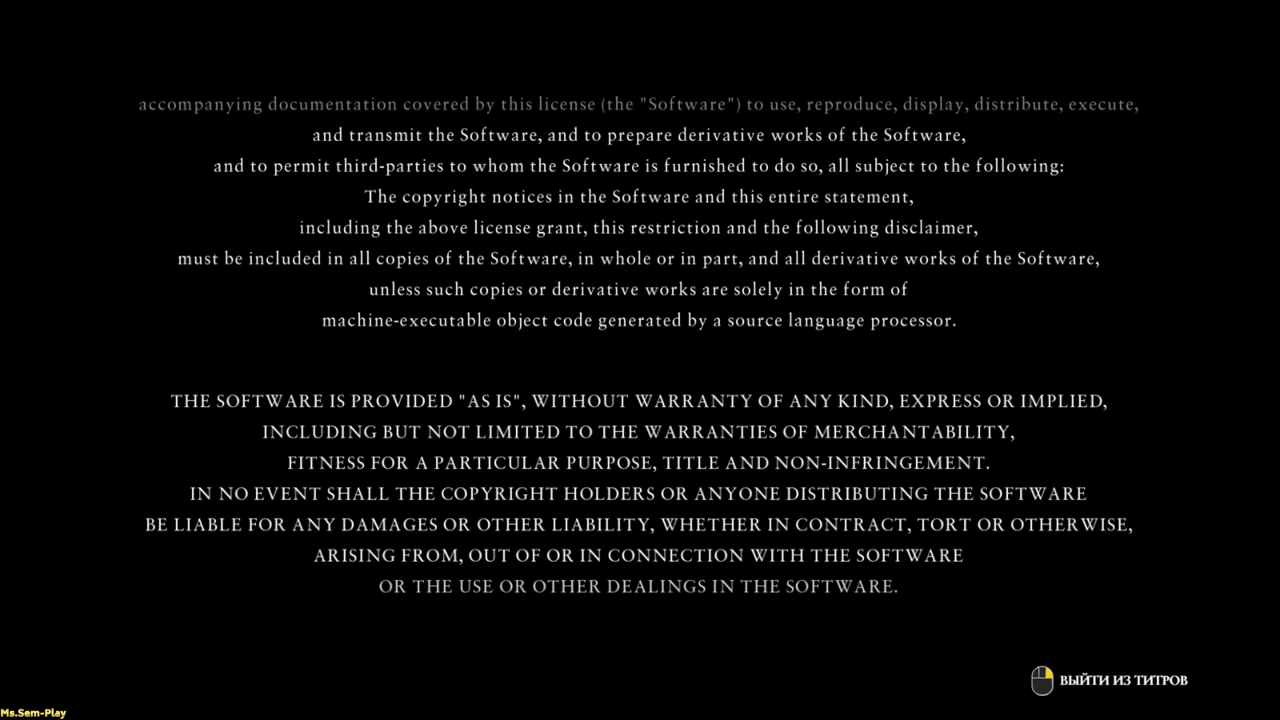 accompanying documentation covered by this license (the "Software") to use, reproduce, display, distribute, execute,
and transmit the Software, and to prepare derivative works of the Software,
and to permit third-parties to whom the Software is furnished to do so, all subject to the following:
The copyright notices in the Software and this entire statement,
including the above license grant, this restriction and the following disclaimer,
must be included in all copies of the Software, in whole or in part, and all derivative works of the Software,
unless such copies or derivative works are solely in the form of
machine-executable object code generated by a source language processor.
THE SOFTWARE IS PROVIDED "AS IS", WITHOUT WARRANTY OF ANY KIND, EXPRESS OR IMPLIED,
INCLUDING BUT NOT LIMITED TO THE WARRANTIES OF MERCHANTABILITY,
FITNESS FOR A PARTICULAR PURPOSE, TITLE AND NON-INFRINGEMENT.
IN NO EVENT SHALL THE COPYRIGHT HOLDERS OR ANYONE DISTRIBUTING THE SOFTWARE
BE LIABLE FOR ANY DAMAGES OR OTHER LIABILITY, WHETHER IN CONTRACT, TORT OR OTHERWISE,
ARISING FROM, OUT OF OR IN CONNECTION WITH THE SOFTWARE
OR THE USE OR OTHER DEALINGS IN THE SOFTWARE.
ВЫЙТИ ИЗ ТИТРОВ
Ms.Sem-Play